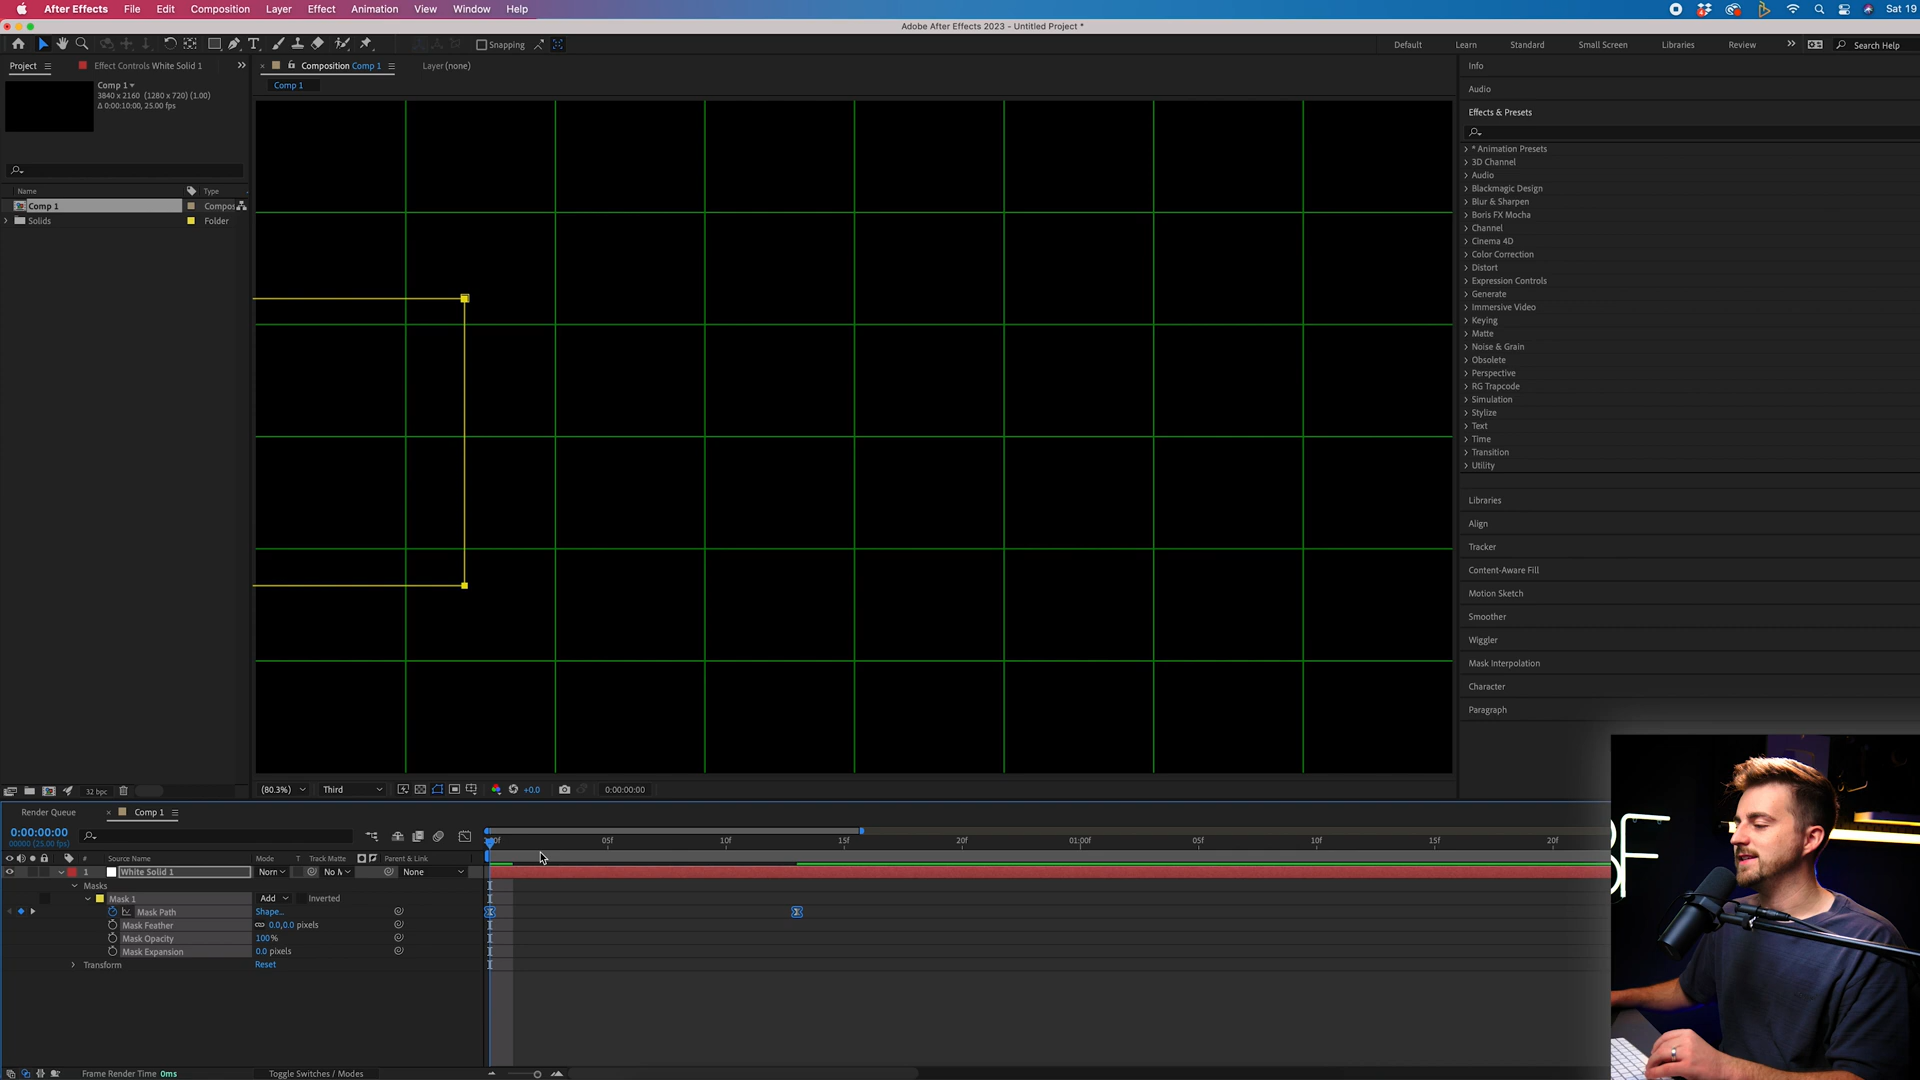 After Effects File Edit Composition Layer Effect Animation View Window Help Sat 19
Adobe After Effects 2023 - Untitled Project *
Snapping Default Learn Standard Small Screen Libraries Review Search Help
Project Effect Controls White Solid 1
Composition Comp 1 Layer (none)
Comp 1
3840 x 2160 (1280 x 720) (1.00)
Δ 0:00:10:00, 25.00 fps)
Comp 1
Name Type
Comp 1 Compos
Solids Folder
32 bpc
(80.3%) Third +0.0 0:00:00:00
Info
Audio
Effects & Presets
* Animation Presets
3D Channel
Audio
Blackmagic Design
Blur & Sharpen
Boris FX Mocha
Channel
Cinema 4D
Color Correction
Distort
Expression Controls
Generate
Immersive Video
Keying
Matte
Noise & Grain
Obsolete
Perspective
RG Trapcode
Simulation
Stylize
Text
Time
Transition
Utility
Libraries
Align
Tracker
Content-Aware Fill
Motion Sketch
Smoother
Wiggler
Mask Interpolation
Character
Paragraph
Render Queue Comp 1
0:00:00:00
00000 (25.00 fps)
05f 10f 15f 20f 01:00f 05f 10f 15f 20f
# Source Name Mode T Track Matte Parent & Link
1 White Solid 1 Norn No M None
Masks
Mask 1 Add Inverted
Mask Path Shape...
Mask Feather 0.0,0.0 pixels
Mask Opacity 100%
Mask Expansion 0.0 pixels
Transform Reset
Frame Render Time 0ms Toggle Switches / Modes
OF